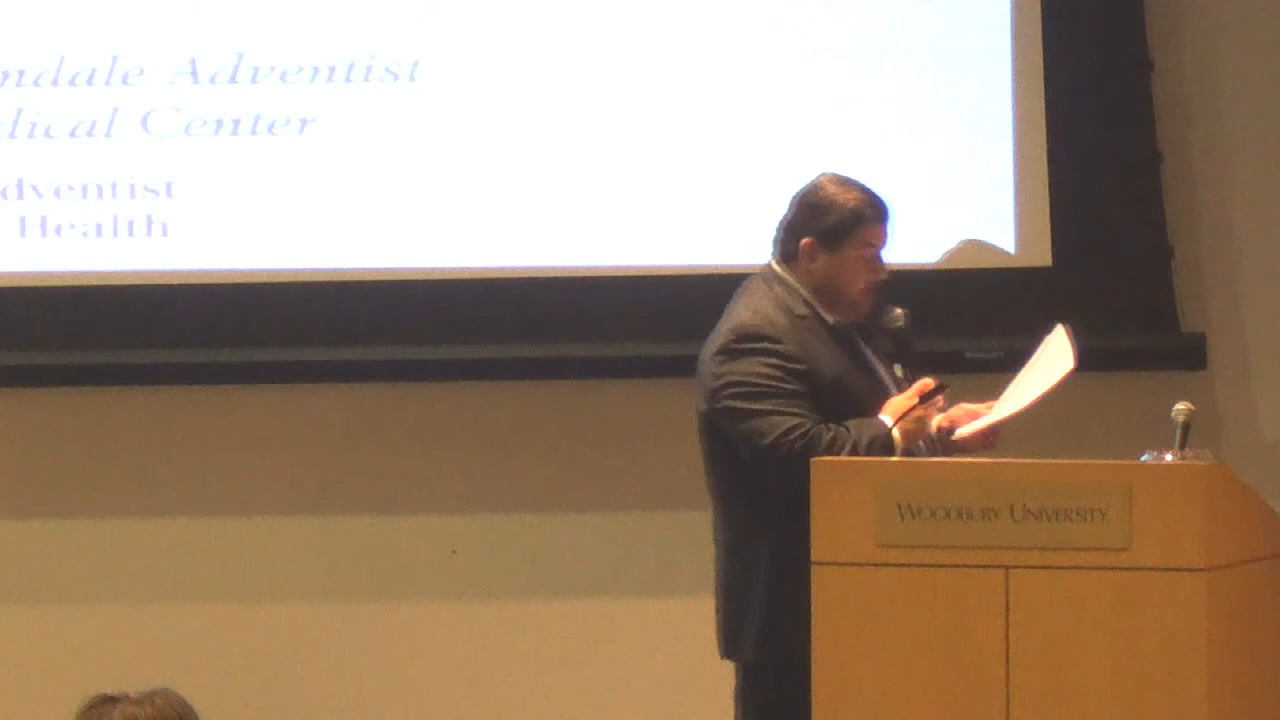 ndale Adventist
dical Center
dventist
Health
WOODBURY UNIVERSITY